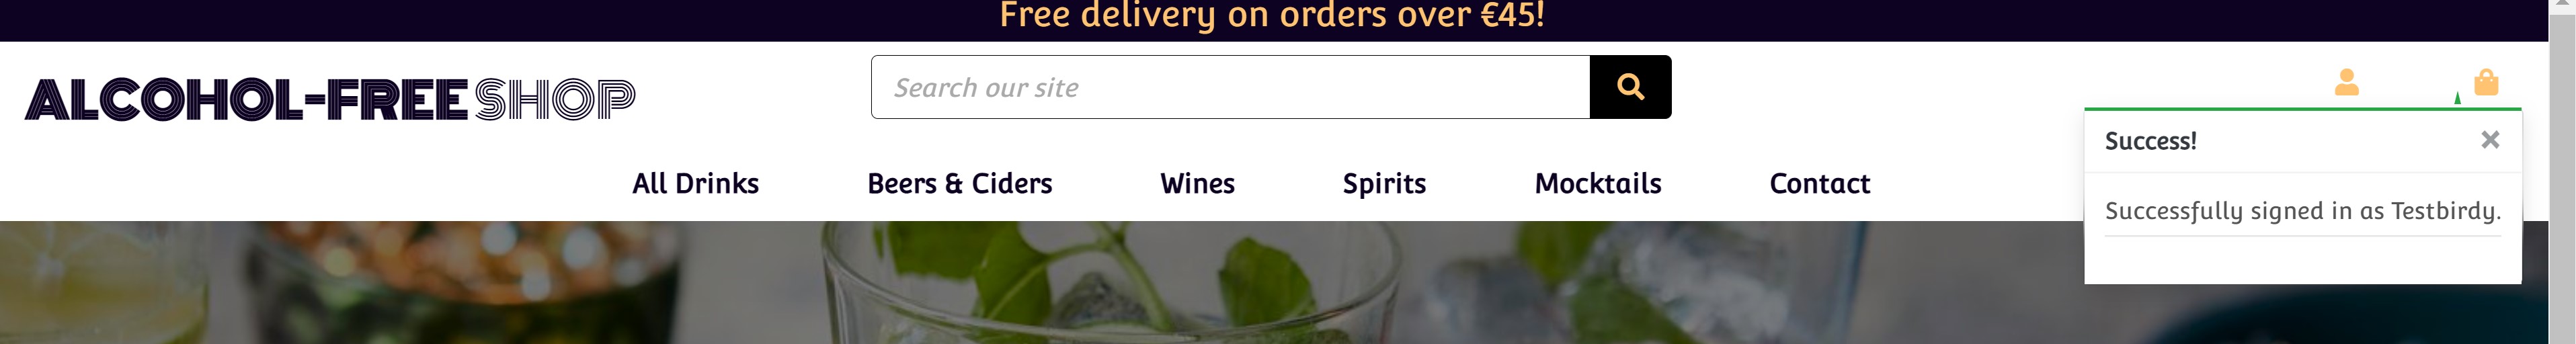 Free delivery on orders over €45!
ALCOHOL-FREE SHOP
Search our site
All Drinks
Beers & Ciders
Wines
Spirits
Mocktails
Contact
Success!
Successfully signed in as Testbirdy.